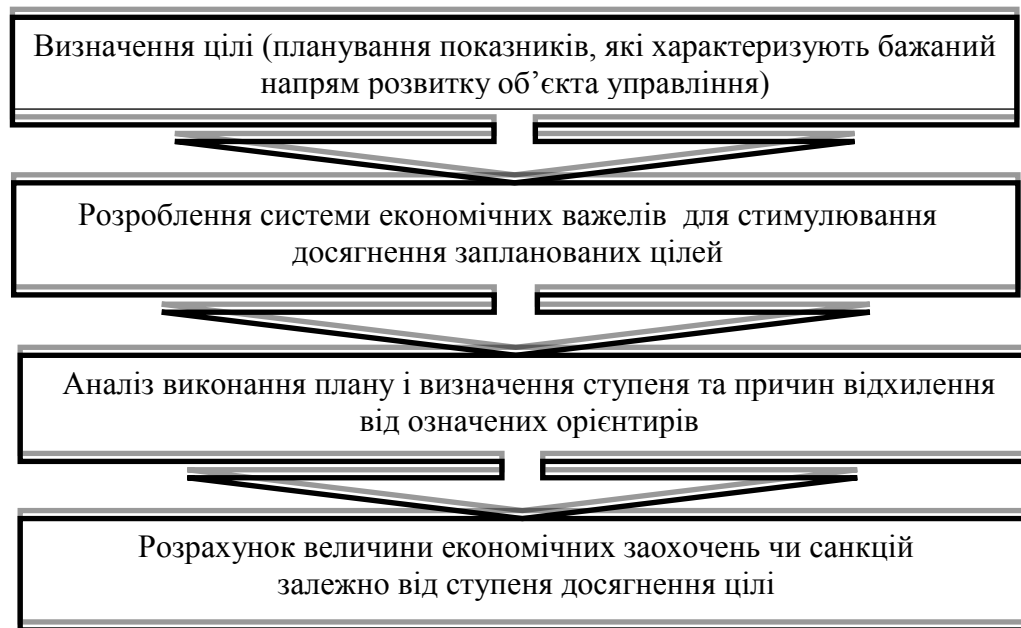 Визначення цілі (планування показників, які характеризують бажаний
напрям розвитку об’єкта управління)
Розроблення системи економічних важелів для стимулювання
досягнення запланованих цілей
Аналіз виконання плану і визначення ступеня та причин відхилення
від означених орієнтирів
Розрахунок величини економічних заохочень чи санкцій
залежно від ступеня досягнення цілі